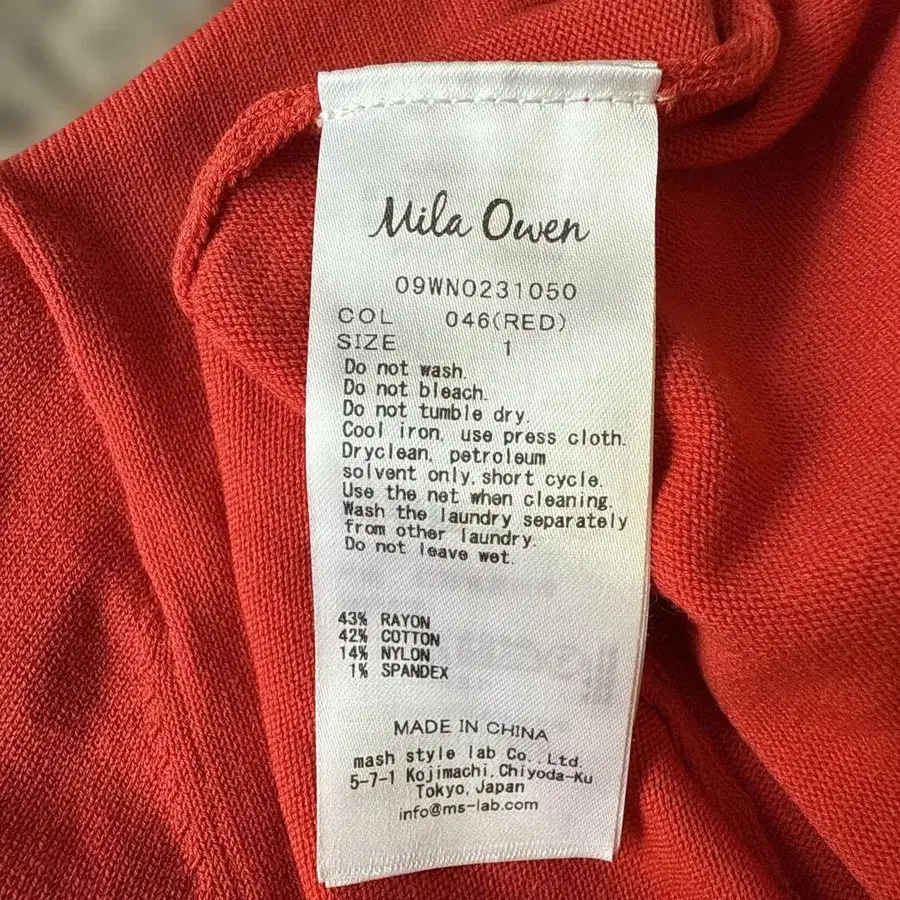 Mila Owen
09WNO231050
COL 046(RED)
SIZE 1
Do not wash.
Do not bleach.
Do not tumble dry.
Cool iron, use press cloth.
Dryclean, petroleum
solvent only, short cycle.
Use the net when cleaning.
Wash the laundry separately
from other laundry.
Do not leave wet.
43% RAYON
42% COTTON
14% NYLON
1% SPANDEX
MADE IN CHINA
mash style lab Co., Ltd.
5-7-1 Kojimachi, Chiyoda-Ku
Tokyo, Japan
info@ms-lab.com